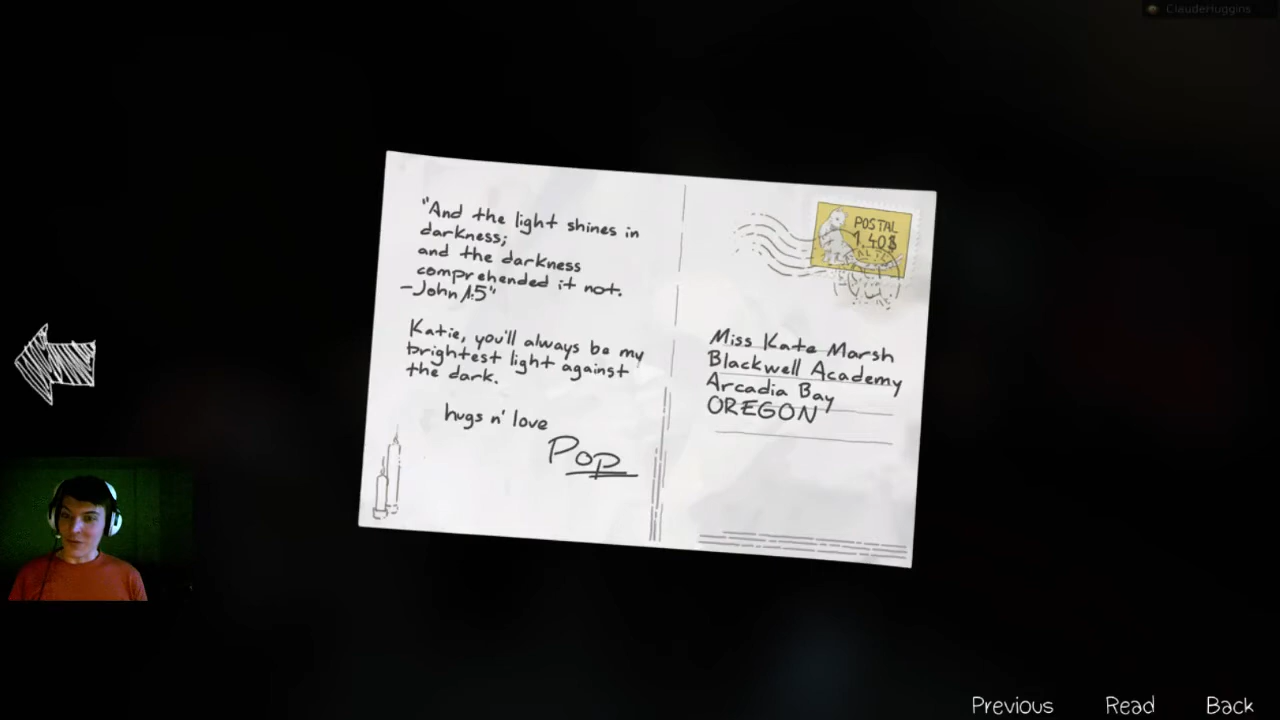 ClaudeHuggins
"And the light shines in
darkness;
and the darkness
comprehended it not.
-John 1:5"
Katie, you'll always be my
brightest light against
the dark.
hugs n' love
Pop
POSTAL
1.40$
Miss Kate Marsh
Blackwell Academy
Arcadia Bay
OREGON
Previous Read Back